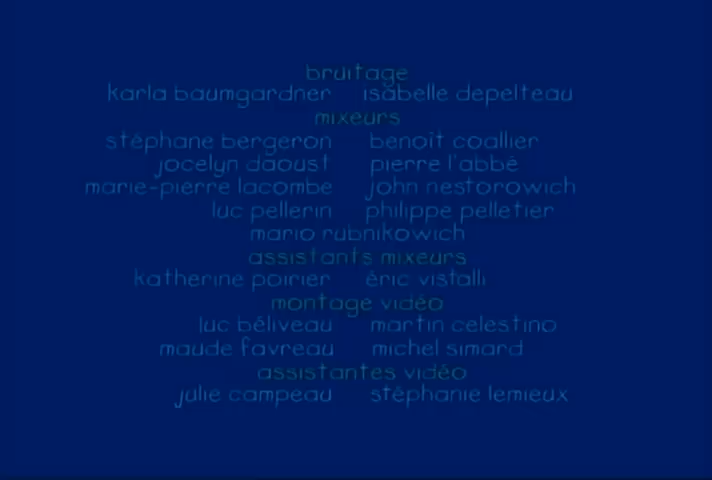 bruitage
karla baumgardner isabelle depelteau
mixeurs
stéphane bergeron benoît coallier
jocelyn daoust pierre l'abbé
marie-pierre lacombe john nestorowich
luc pellerin philippe pelletier
mario rubnikowich
assistants mixeurs
katherine poirier éric vistalli
montage vidéo
luc béliveau martin celestino
maude favreau michel simard
assistantes vidéo
julie campeau stéphanie lemieux